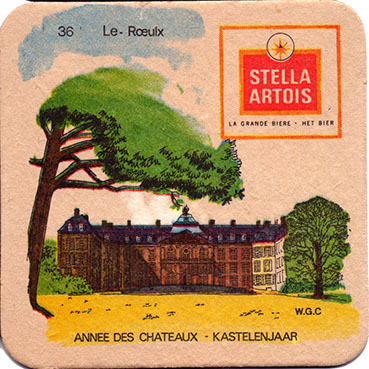 36 Le-Rœulx
STELLA
ARTOIS
LA GRANDE BIERE - HET BIER
W.G.C
ANNEE DES CHATEAUX - KASTELENJAAR